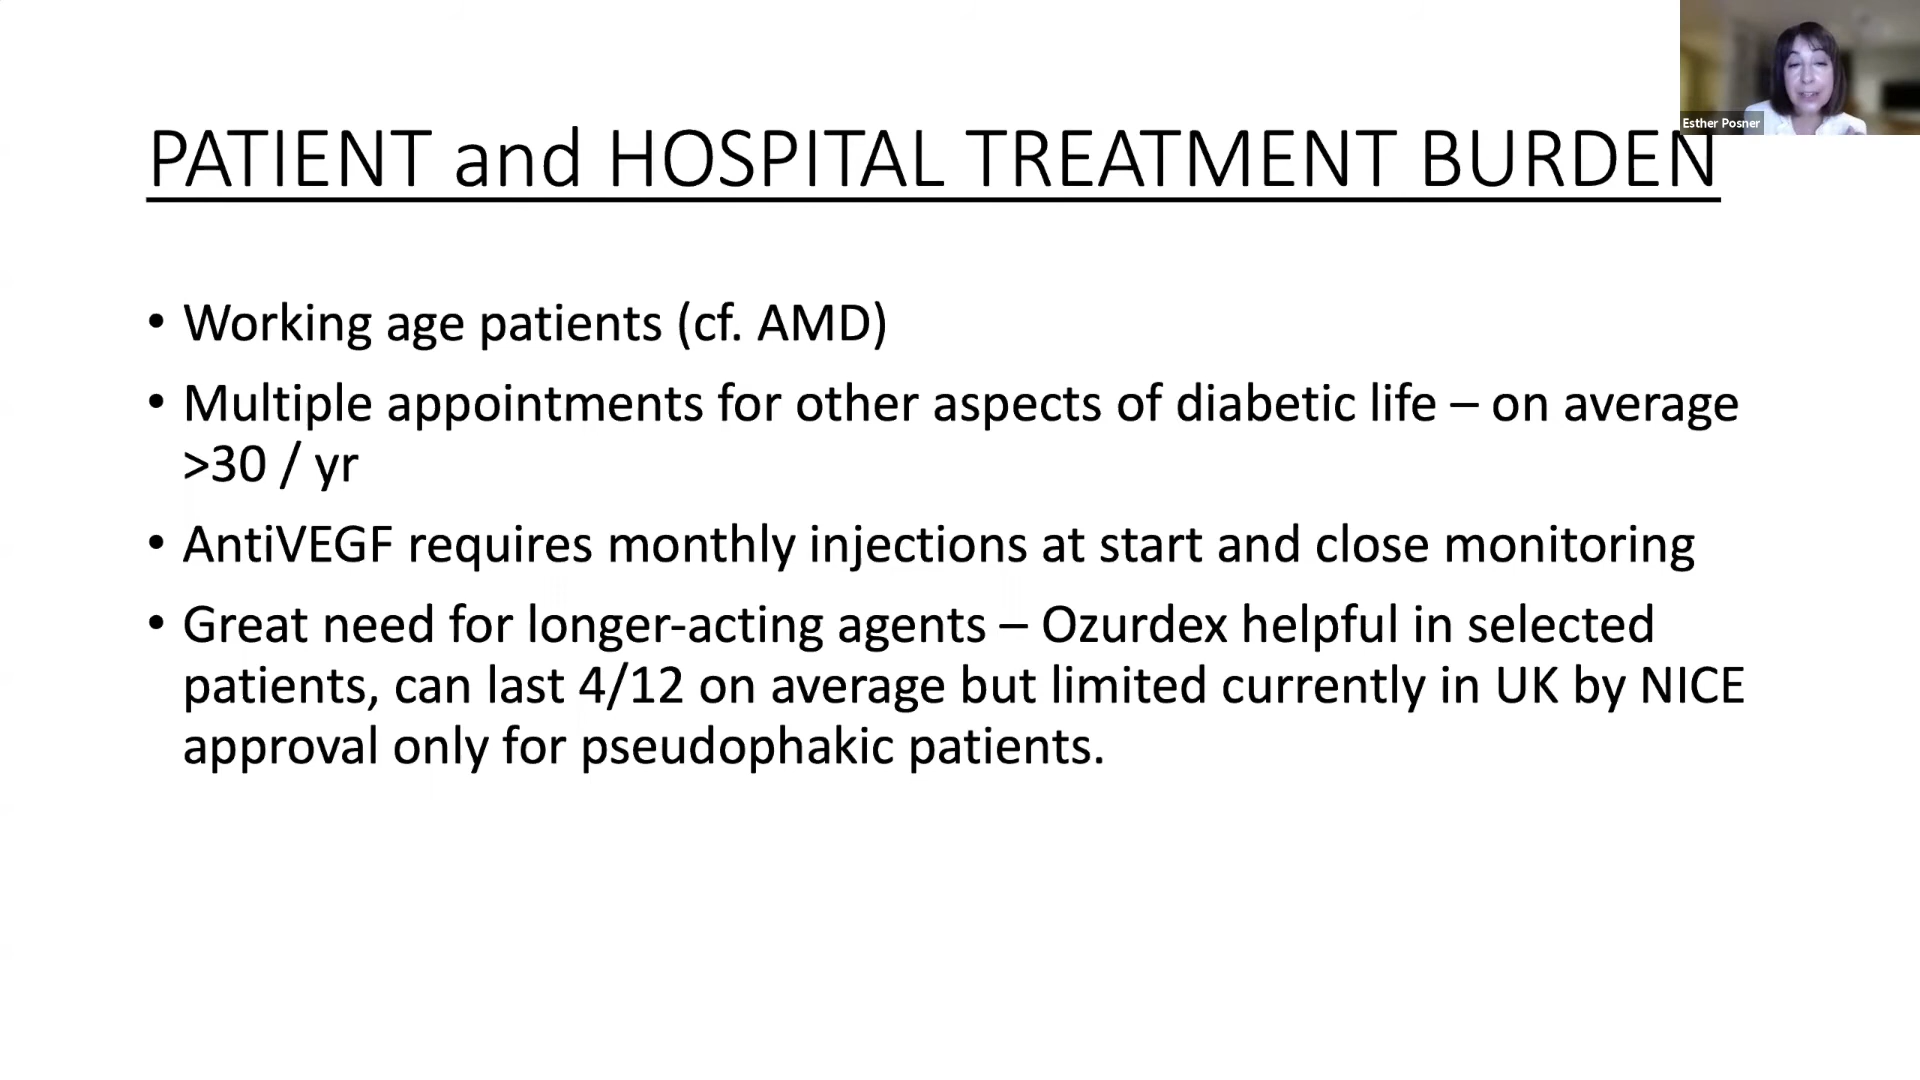 Esther Posner
PATIENT and HOSPITAL TREATMENT BURDEN
• Working age patients (cf. AMD)
• Multiple appointments for other aspects of diabetic life – on average
>30 / yr
• AntiVEGF requires monthly injections at start and close monitoring
• Great need for longer-acting agents – Ozurdex helpful in selected
patients, can last 4/12 on average but limited currently in UK by NICE
approval only for pseudophakic patients.